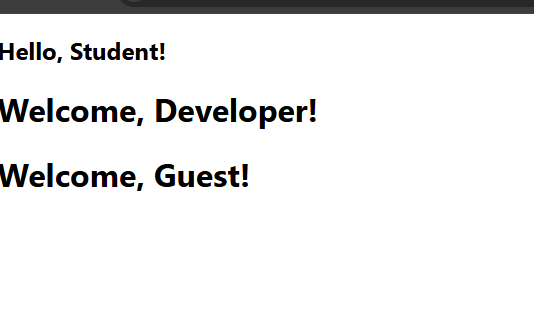 Hello, Student!
Welcome, Developer!
Welcome, Guest!